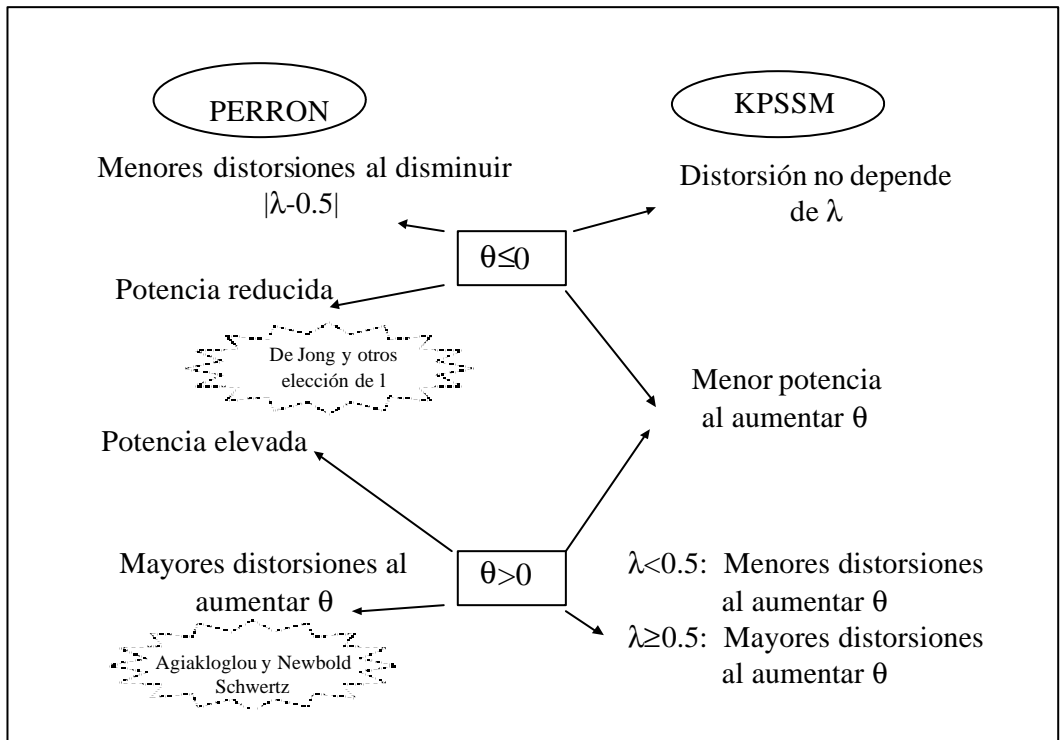 PERRON
KPSSM
Menores distorsiones al disminuir
|λ-0.5|
Distorsión no depende
de λ
θ≤0
Potencia reducida
De Jong y otros
elección de l
Menor potencia
al aumentar θ
Potencia elevada
Mayores distorsiones al
aumentar θ
θ>0
λ<0.5: Menores distorsiones
al aumentar θ
λ≥0.5: Mayores distorsiones
al aumentar θ
Agiakloglou y Newbold
Schwertz